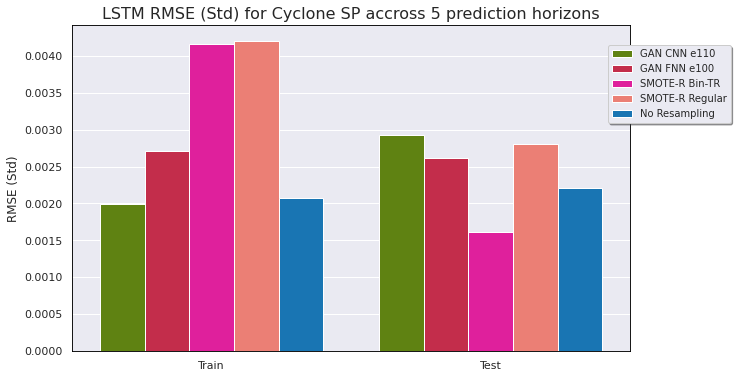 LSTM RMSE (Std) for Cyclone SP accross 5 prediction horizons
RMSE (Std)
0.0040
0.0035
0.0030
0.0025
0.0020
0.0015
0.0010
0.0005
0.0000
Train
Test
GAN CNN e110
GAN FNN e100
SMOTE-R Bin-TR
SMOTE-R Regular
No Resampling